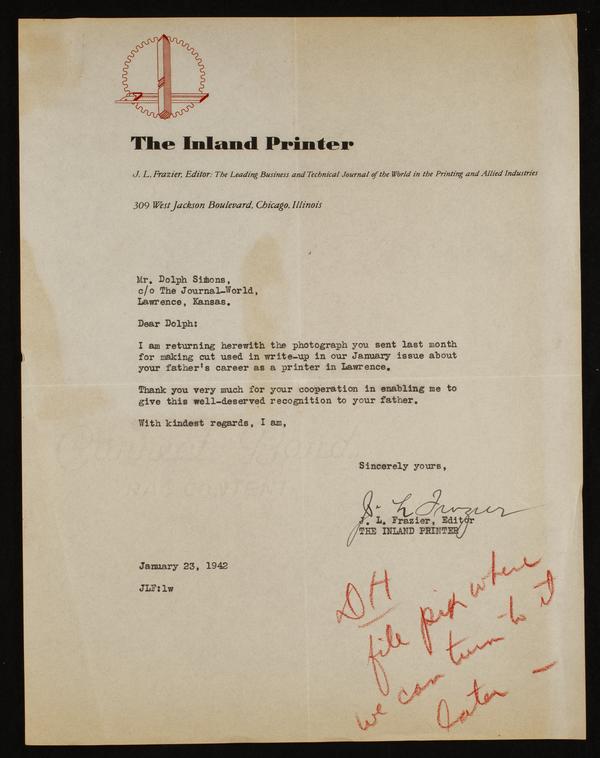 The Inland Printer
J. L. Frazier, Editor: The Leading Business and Technical Journal of the World in the Printing and Allied Industries
309 West Jackson Boulevard, Chicago, Illinois
Mr. Dolph Simons,
c/o The Journal-World,
Lawrence, Kansas.
Dear Dolph:
I am returning herewith the photograph you sent last month
for making cut used in write-up in our January issue about
your father's career as a printer in Lawrence.
Thank you very much for your cooperation in enabling me to
give this well-deserved recognition to your father.
With kindest regards, I am,
RAG CONTENT
Sincerely yours,
J. L. Frazier
J. L. Frazier, Editor
THE INLAND PRINTER
January 23, 1942
JLF:lw
DH
file pix where
we can turn to it
later —